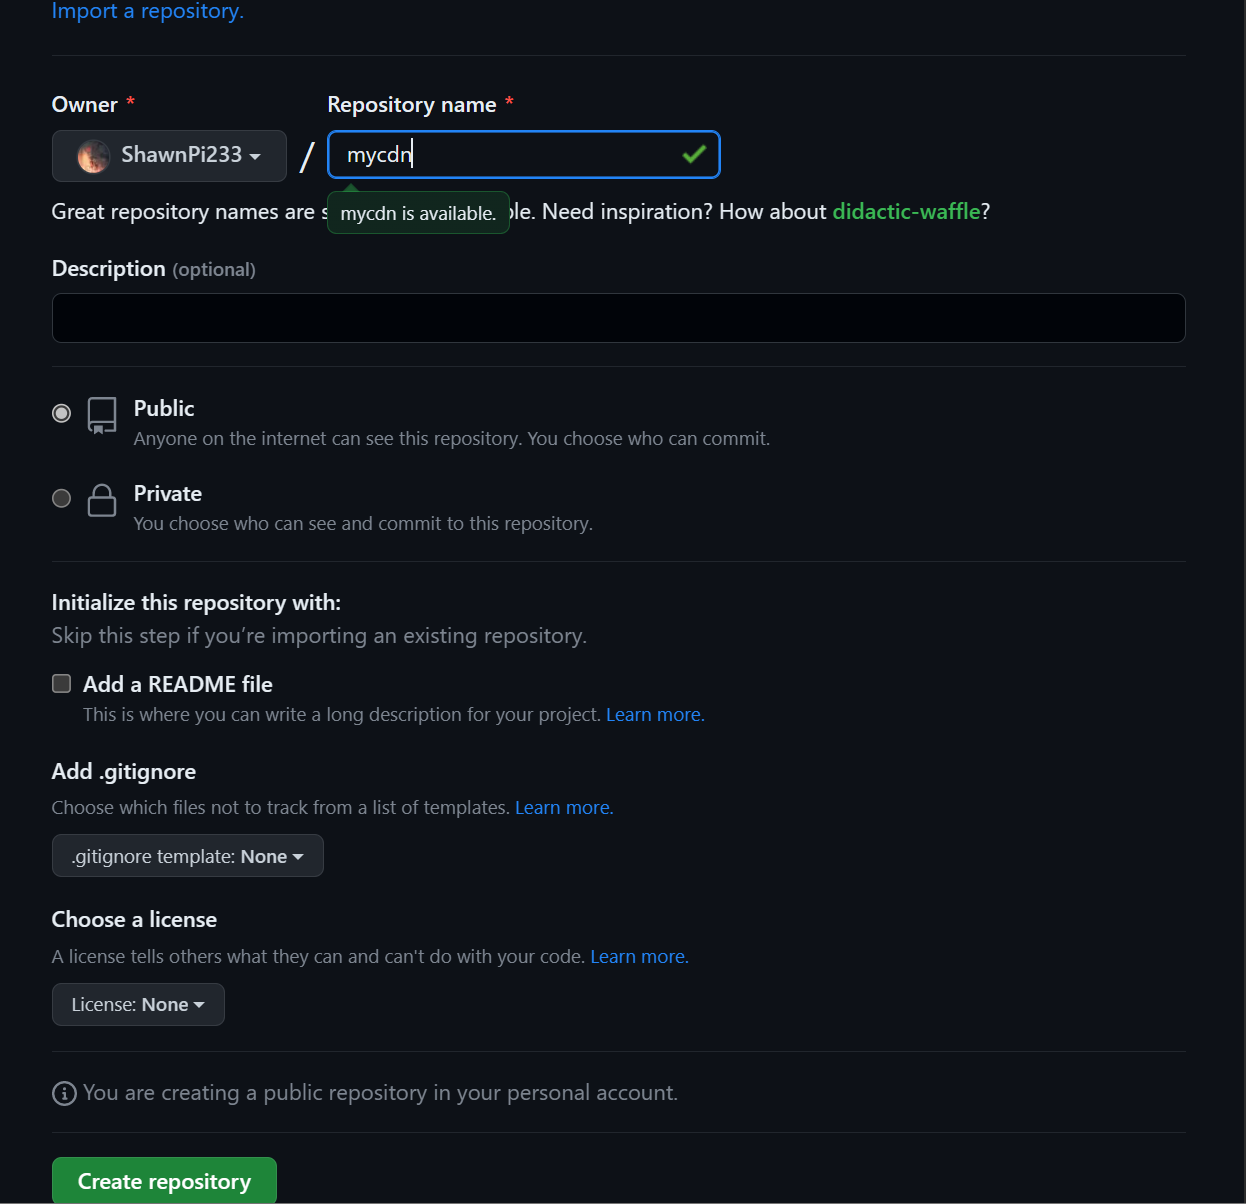 Import a repository.
Owner * Repository name *
ShawnPi233 / mycdn
Great repository names are s ble. Need inspiration? How about didactic-waffle?
mycdn is available.
Description (optional)
Public
Anyone on the internet can see this repository. You choose who can commit.
Private
You choose who can see and commit to this repository.
Initialize this repository with:
Skip this step if you’re importing an existing repository.
Add a README file
This is where you can write a long description for your project. Learn more.
Add .gitignore
Choose which files not to track from a list of templates. Learn more.
.gitignore template: None
Choose a license
A license tells others what they can and can't do with your code. Learn more.
License: None
You are creating a public repository in your personal account.
Create repository